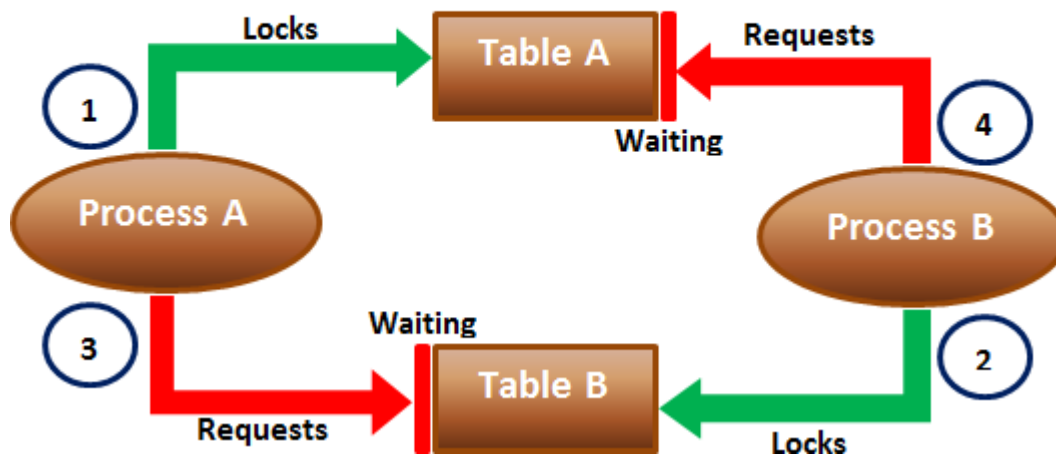 Locks
Table A
Requests
1
Waiting
4
Process A
Process B
3
Waiting
2
Table B
Requests
Locks